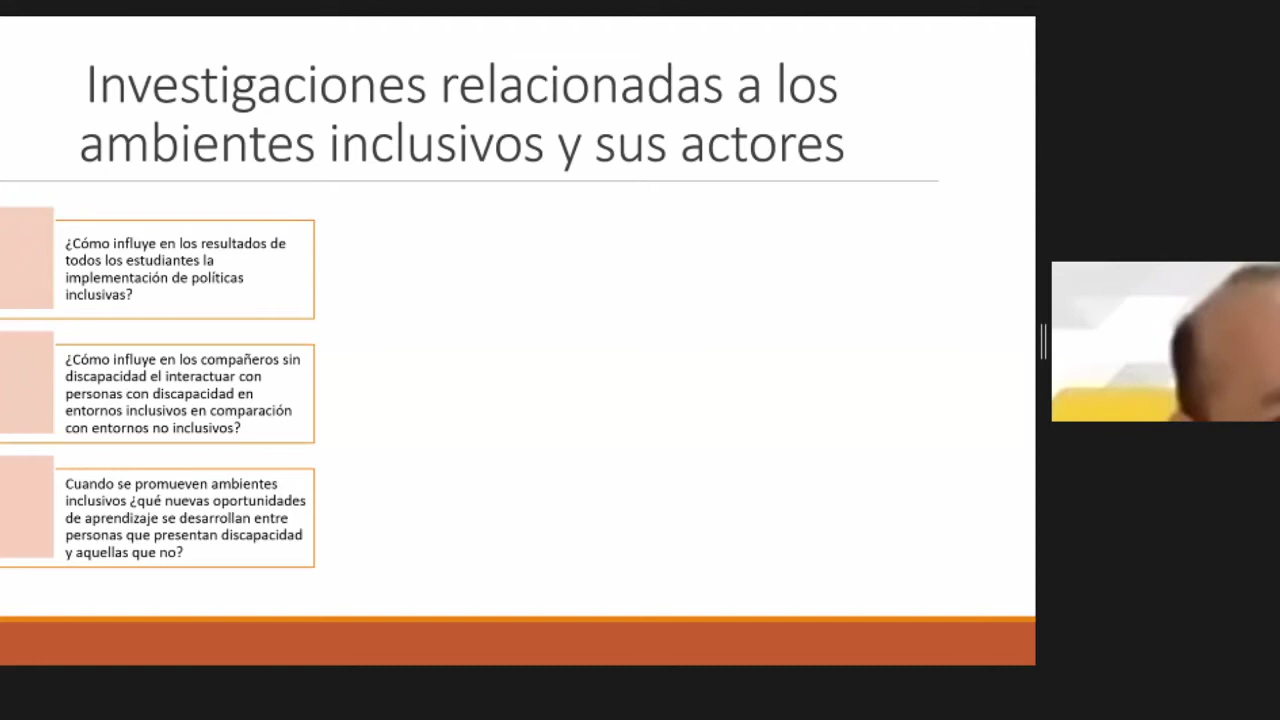 Investigaciones relacionadas a los
ambientes inclusivos y sus actores
¿Cómo influye en los resultados de
todos los estudiantes la
implementación de políticas
inclusivas?
¿Cómo influye en los compañeros sin
discapacidad el interactuar con
personas con discapacidad en
entornos inclusivos en comparación
con entornos no inclusivos?
Cuando se promueven ambientes
inclusivos ¿qué nuevas oportunidades
de aprendizaje se desarrollan entre
personas que presentan discapacidad
y aquellas que no?